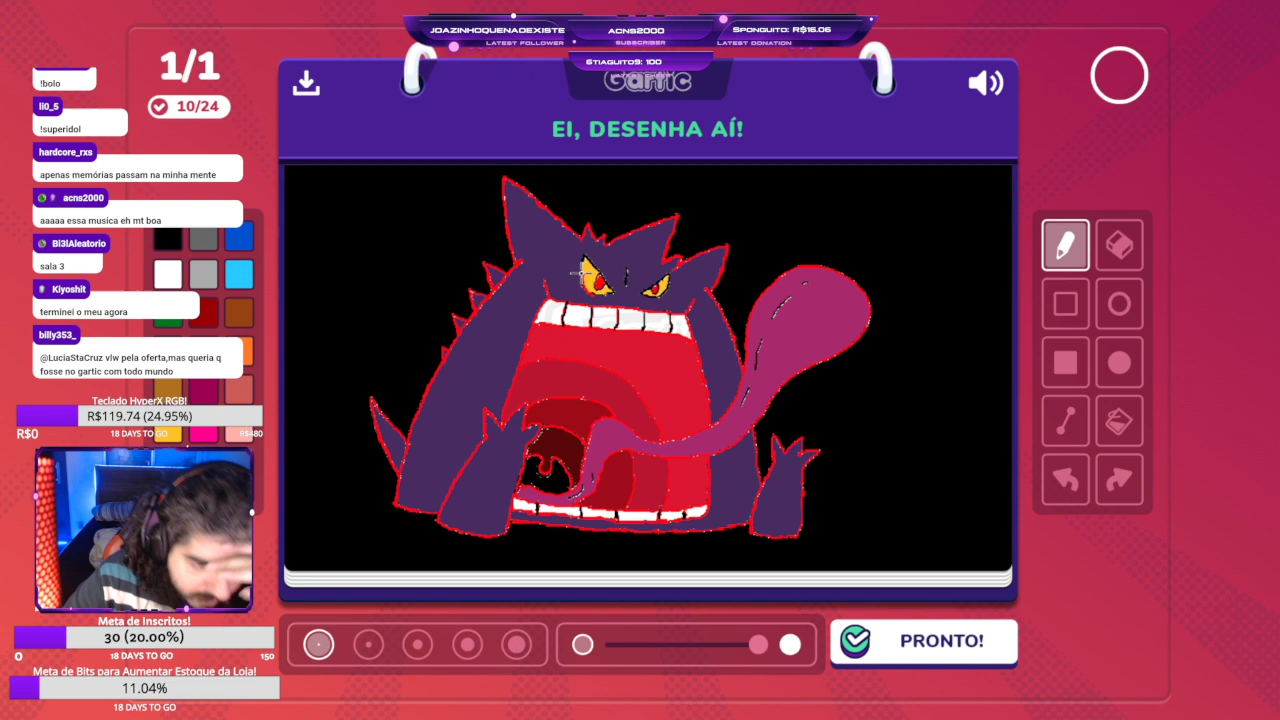 JOAZINHOQUENAOEXISTE
LATEST FOLLOWER
ACNS2000
SUBSCRIBER
SPONGUITO: R$16.06
LATEST DONATION
6TIAGUITO9: 100
Gartic
EI, DESENHA AÍ!
1/1
10/24
!bolo
li0_5
!superidol
hardcore_rxs
apenas memórias passam na minha mente
acns2000
aaaaa essa musica eh mt boa
Bi3lAleatorio
sala 3
Kiyoshit
terminei o meu agora
billy353_
@LuciaStaCruz vlw pela oferta,mas queria q
fosse no gartic com todo mundo
Teclado HyperX RGB!
R$119.74 (24.95%)
R$0
18 DAYS TO GO
R$480
Meta de Inscritos!
30 (20.00%)
0
18 DAYS TO GO
150
Meta de Bits para Aumentar Estoque da Loja!
11.04%
18 DAYS TO GO
PRONTO!